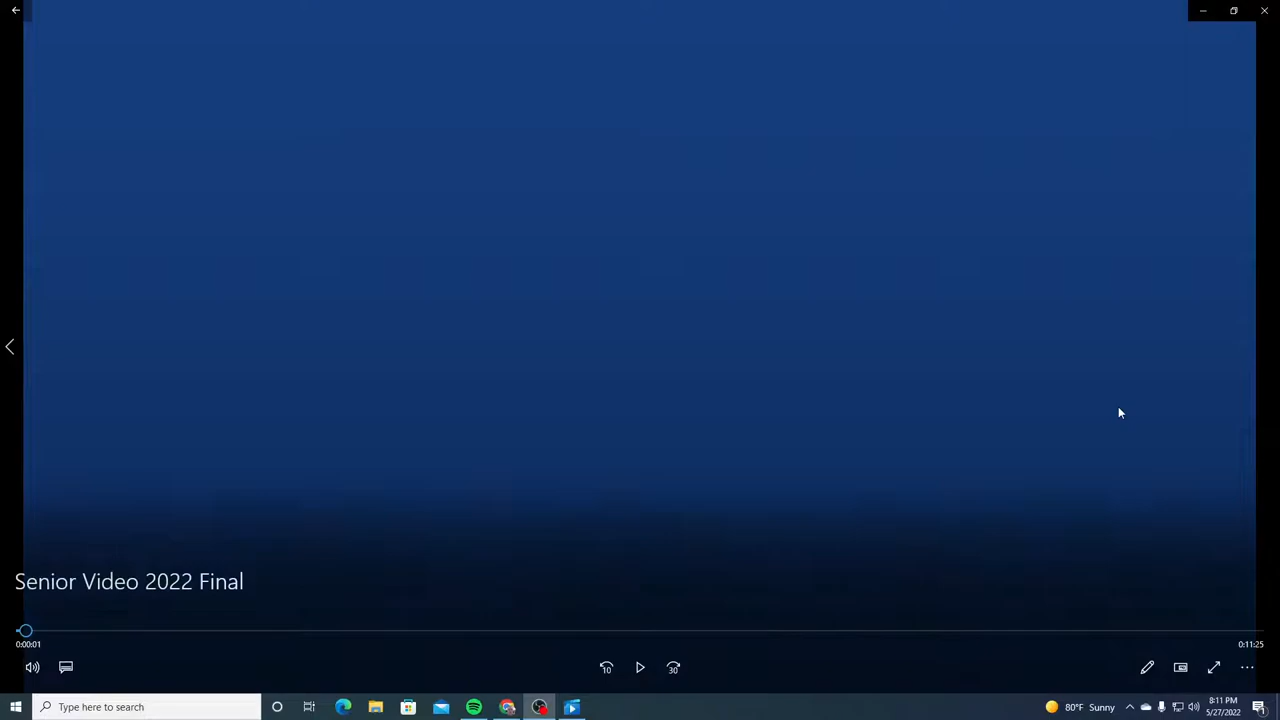 Senior Video 2022 Final
0:00:01
0:11:25
10
30
Type here to search
80°F Sunny
8:11 PM
5/27/2022
1